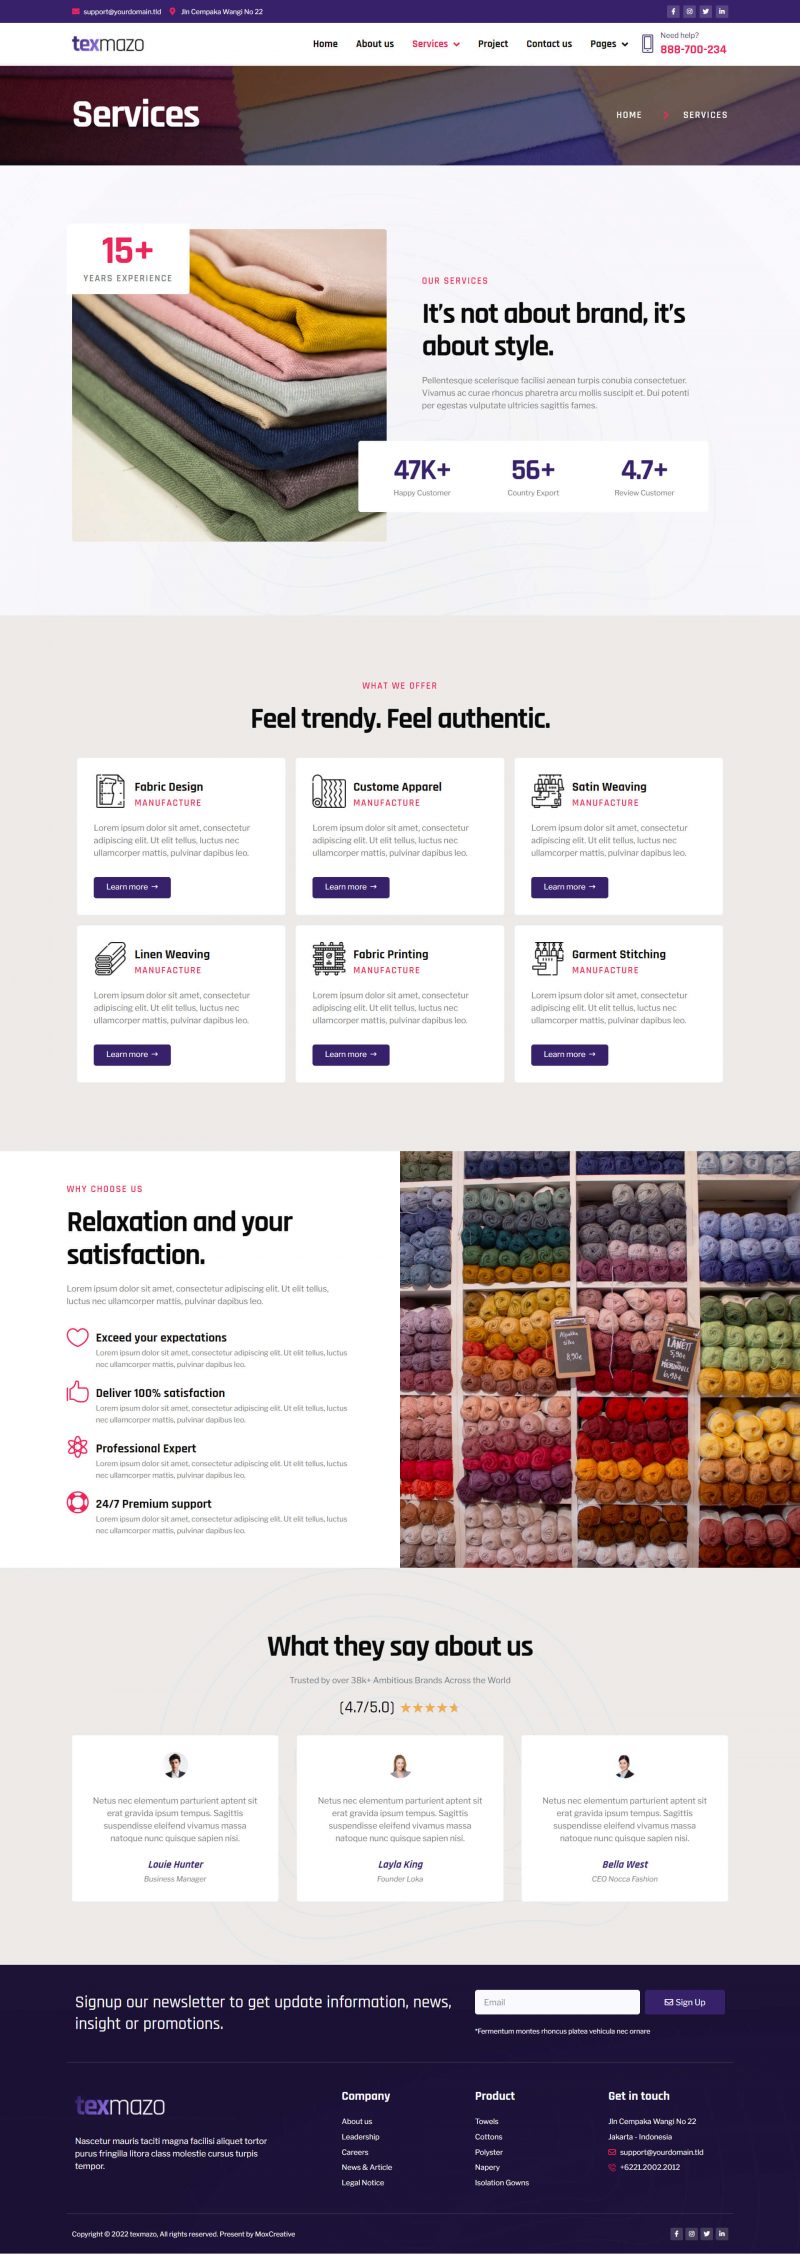 support@yourdomain.tld Jln Cempaka Wangi No 22
texmazo
Home About us Services Project Contact us Pages
Need help?
888-700-234
Services
HOME SERVICES
15+
YEARS EXPERIENCE
OUR SERVICES
It's not about brand, it's
about style.
Pellentesque scelerisque facilisi aenean turpis conubia consectetuer.
Vivamus ac curae rhoncus pharetra arcu mollis suscipit et. Dui potenti
per egestas vulputate ultricies sagittis fames.
47K+ 56+ 4.7+
Happy Customer Country Export Review Customer
WHAT WE OFFER
Feel trendy. Feel authentic.
Fabric Design
MANUFACTURE
Lorem ipsum dolor sit amet, consectetur
adipiscing elit. Ut elit tellus, luctus nec
ullamcorper mattis, pulvinar dapibus leo.
Learn more →
Custome Apparel
MANUFACTURE
Lorem ipsum dolor sit amet, consectetur
adipiscing elit. Ut elit tellus, luctus nec
ullamcorper mattis, pulvinar dapibus leo.
Learn more →
Satin Weaving
MANUFACTURE
Lorem ipsum dolor sit amet, consectetur
adipiscing elit. Ut elit tellus, luctus nec
ullamcorper mattis, pulvinar dapibus leo.
Learn more →
Linen Weaving
MANUFACTURE
Lorem ipsum dolor sit amet, consectetur
adipiscing elit. Ut elit tellus, luctus nec
ullamcorper mattis, pulvinar dapibus leo.
Learn more →
Fabric Printing
MANUFACTURE
Lorem ipsum dolor sit amet, consectetur
adipiscing elit. Ut elit tellus, luctus nec
ullamcorper mattis, pulvinar dapibus leo.
Learn more →
Garment Stitching
MANUFACTURE
Lorem ipsum dolor sit amet, consectetur
adipiscing elit. Ut elit tellus, luctus nec
ullamcorper mattis, pulvinar dapibus leo.
Learn more →
WHY CHOOSE US
Relaxation and your
satisfaction.
Lorem ipsum dolor sit amet, consectetur adipiscing elit. Ut elit tellus,
luctus nec ullamcorper mattis, pulvinar dapibus leo.
Exceed your expectations
Lorem ipsum dolor sit amet, consectetur adipiscing elit. Ut elit tellus, luctus
nec ullamcorper mattis, pulvinar dapibus leo.
Deliver 100% satisfaction
Lorem ipsum dolor sit amet, consectetur adipiscing elit. Ut elit tellus, luctus
nec ullamcorper mattis, pulvinar dapibus leo.
Professional Expert
Lorem ipsum dolor sit amet, consectetur adipiscing elit. Ut elit tellus, luctus
nec ullamcorper mattis, pulvinar dapibus leo.
24/7 Premium support
Lorem ipsum dolor sit amet, consectetur adipiscing elit. Ut elit tellus, luctus
nec ullamcorper mattis, pulvinar dapibus leo.
8,90€
5,90€
6,98€
What they say about us
Trusted by over 38k+ Ambitious Brands Across the World
(4.7/5.0)
Netus nec elementum parturient aptent sit
erat gravida ipsum tempus. Sagittis
suspendisse eleifend vivamus massa
natoque nunc quisque sapien nisi.
Louie Hunter
Business Manager
Netus nec elementum parturient aptent sit
erat gravida ipsum tempus. Sagittis
suspendisse eleifend vivamus massa
natoque nunc quisque sapien nisi.
Layla King
Founder Loka
Netus nec elementum parturient aptent sit
erat gravida ipsum tempus. Sagittis
suspendisse eleifend vivamus massa
natoque nunc quisque sapien nisi.
Bella West
CEO Nocca Fashion
Signup our newsletter to get update information, news,
insight or promotions.
Email
Sign Up
*Fermentum montes rhoncus platea vehicula nec ornare
texmazo
Nascetur mauris taciti magna facilisi aliquet tortor
purus fringilla litora class molestie cursus turpis
tempor.
Company
About us
Leadership
Careers
News & Article
Legal Notice
Product
Towels
Cottons
Polyster
Napery
Isolation Gowns
Get in touch
Jln Cempaka Wangi No 22
Jakarta - Indonesia
support@yourdomain.tld
+6221.2002.2012
Copyright © 2022 texmazo, All rights reserved. Present by MoxCreative